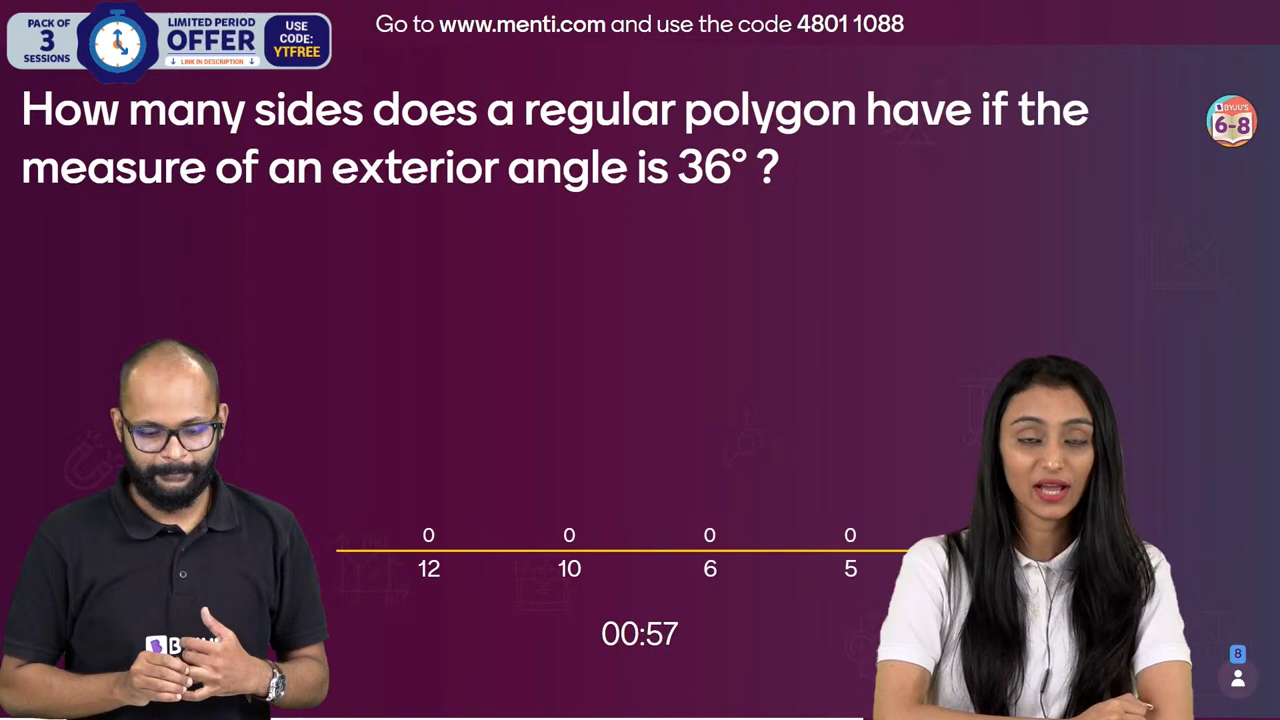 PACK OF
3
SESSIONS
LIMITED PERIOD
OFFER
↓ LINK IN DESCRIPTION ↓
USE
CODE:
YTFREE
Go to www.menti.com and use the code 4801 1088
How many sides does a regular polygon have if the
measure of an exterior angle is 36° ?
BYJU'S
6-8
0 0 0 0
12 10 6 5
00:57
8